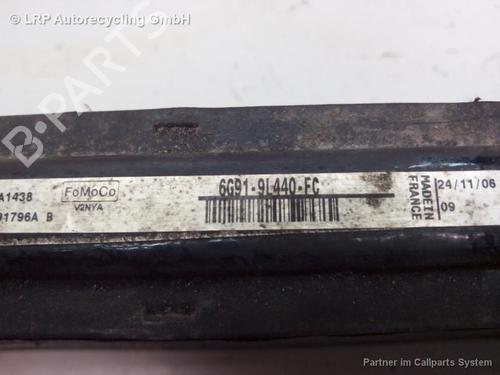 © LRP Autorecycling GmbH
B-PARTS
A1438
FoMoCo
V2NYA
91796A B
6G91-9L440-FC
MADE IN
FRANCE
24/11/06
09
Partner im Callparts System